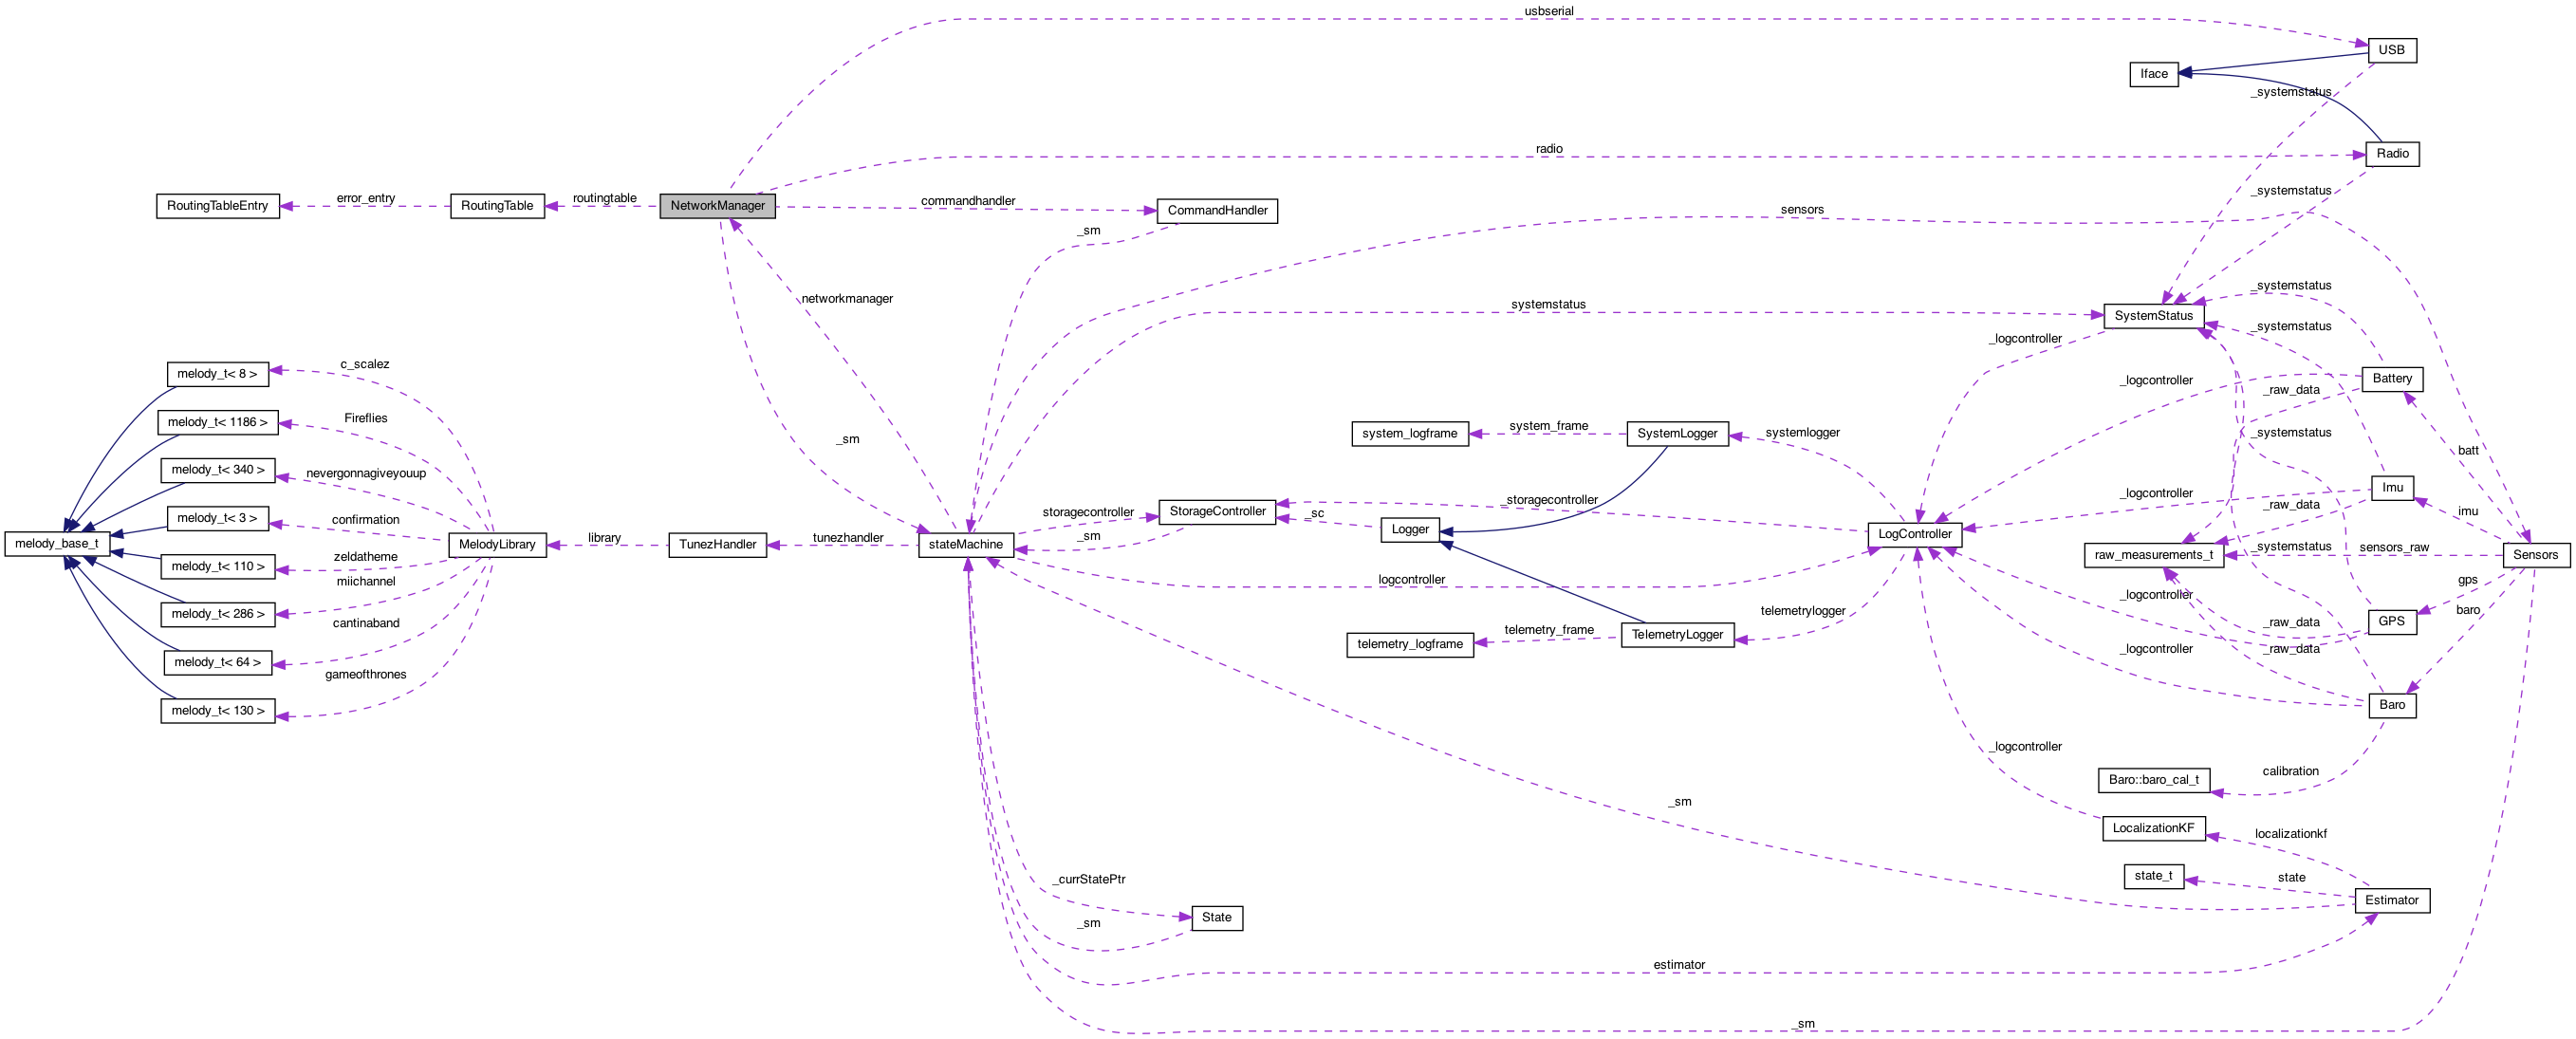 usbserial
USB
Iface
_systemstatus
radio
Radio
RoutingTableEntry
error_entry
RoutingTable
routingtable
NetworkManager
commandhandler
CommandHandler
_sm
sensors
_systemstatus
networkmanager
systemstatus
SystemStatus
_systemstatus
_systemstatus
_logcontroller
c_scalez
melody_t< 8 >
Battery
_logcontroller
_raw_data
Fireflies
melody_t< 1186 >
_sm
system_logframe
system_frame
SystemLogger
systemlogger
_systemstatus
batt
nevergonnagiveyouup
melody_t< 340 >
Imu
_logcontroller
_raw_data
imu
melody_t< 3 >
confirmation
storagecontroller
StorageController
_storagecontroller
_sc
Logger
_sm
melody_base_t
MelodyLibrary
library
TunezHandler
tunezhandler
stateMachine
LogController
raw_measurements_t
_systemstatus
sensors_raw
Sensors
zeldatheme
melody_t< 110 >
miichannel
logcontroller
gps
_logcontroller
baro
melody_t< 286 >
cantinaband
telemetrylogger
GPS
_raw_data
telemetry_logframe
telemetry_frame
TelemetryLogger
_logcontroller
_raw_data
melody_t< 64 >
gameofthrones
melody_t< 130 >
Baro
_logcontroller
Baro::baro_cal_t
calibration
_sm
LocalizationKF
localizationkf
_currStatePtr
state_t
state
Estimator
State
_sm
estimator
_sm